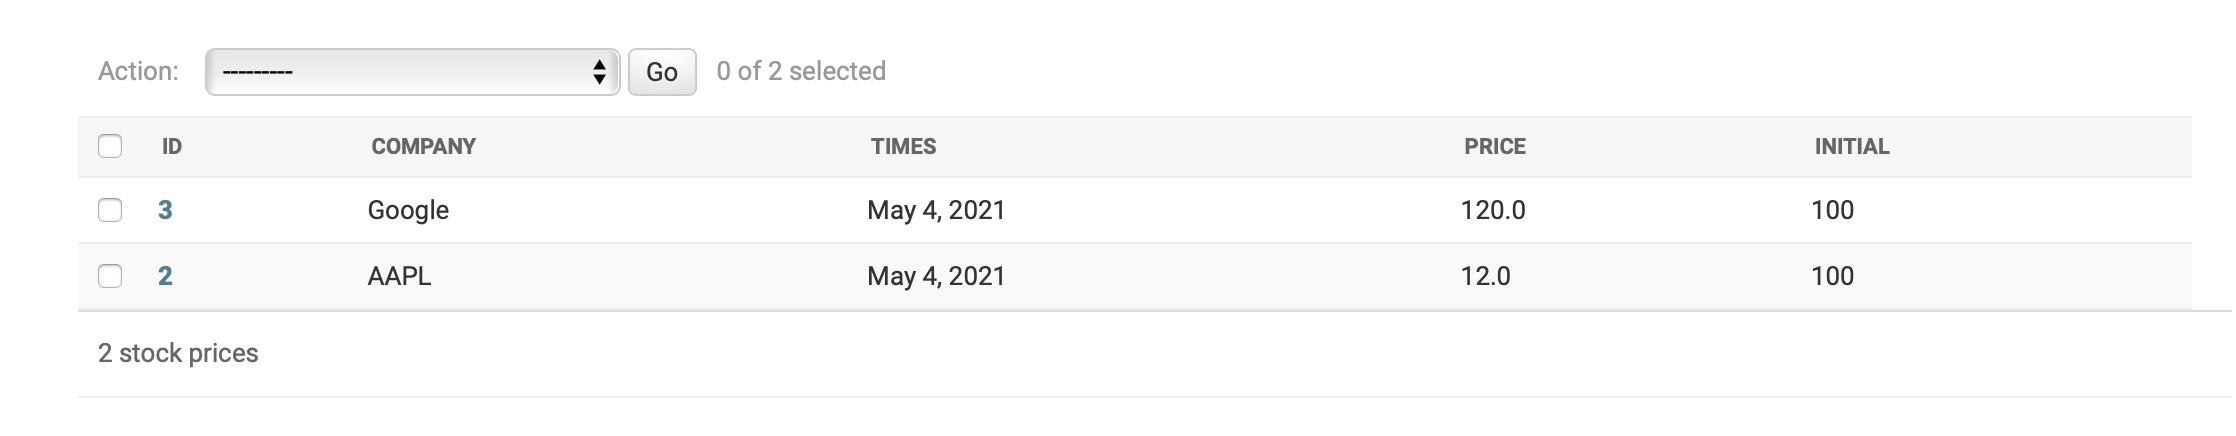 Action: --------- Go 0 of 2 selected
ID COMPANY TIMES PRICE INITIAL
3 Google May 4, 2021 120.0 100
2 AAPL May 4, 2021 12.0 100
2 stock prices